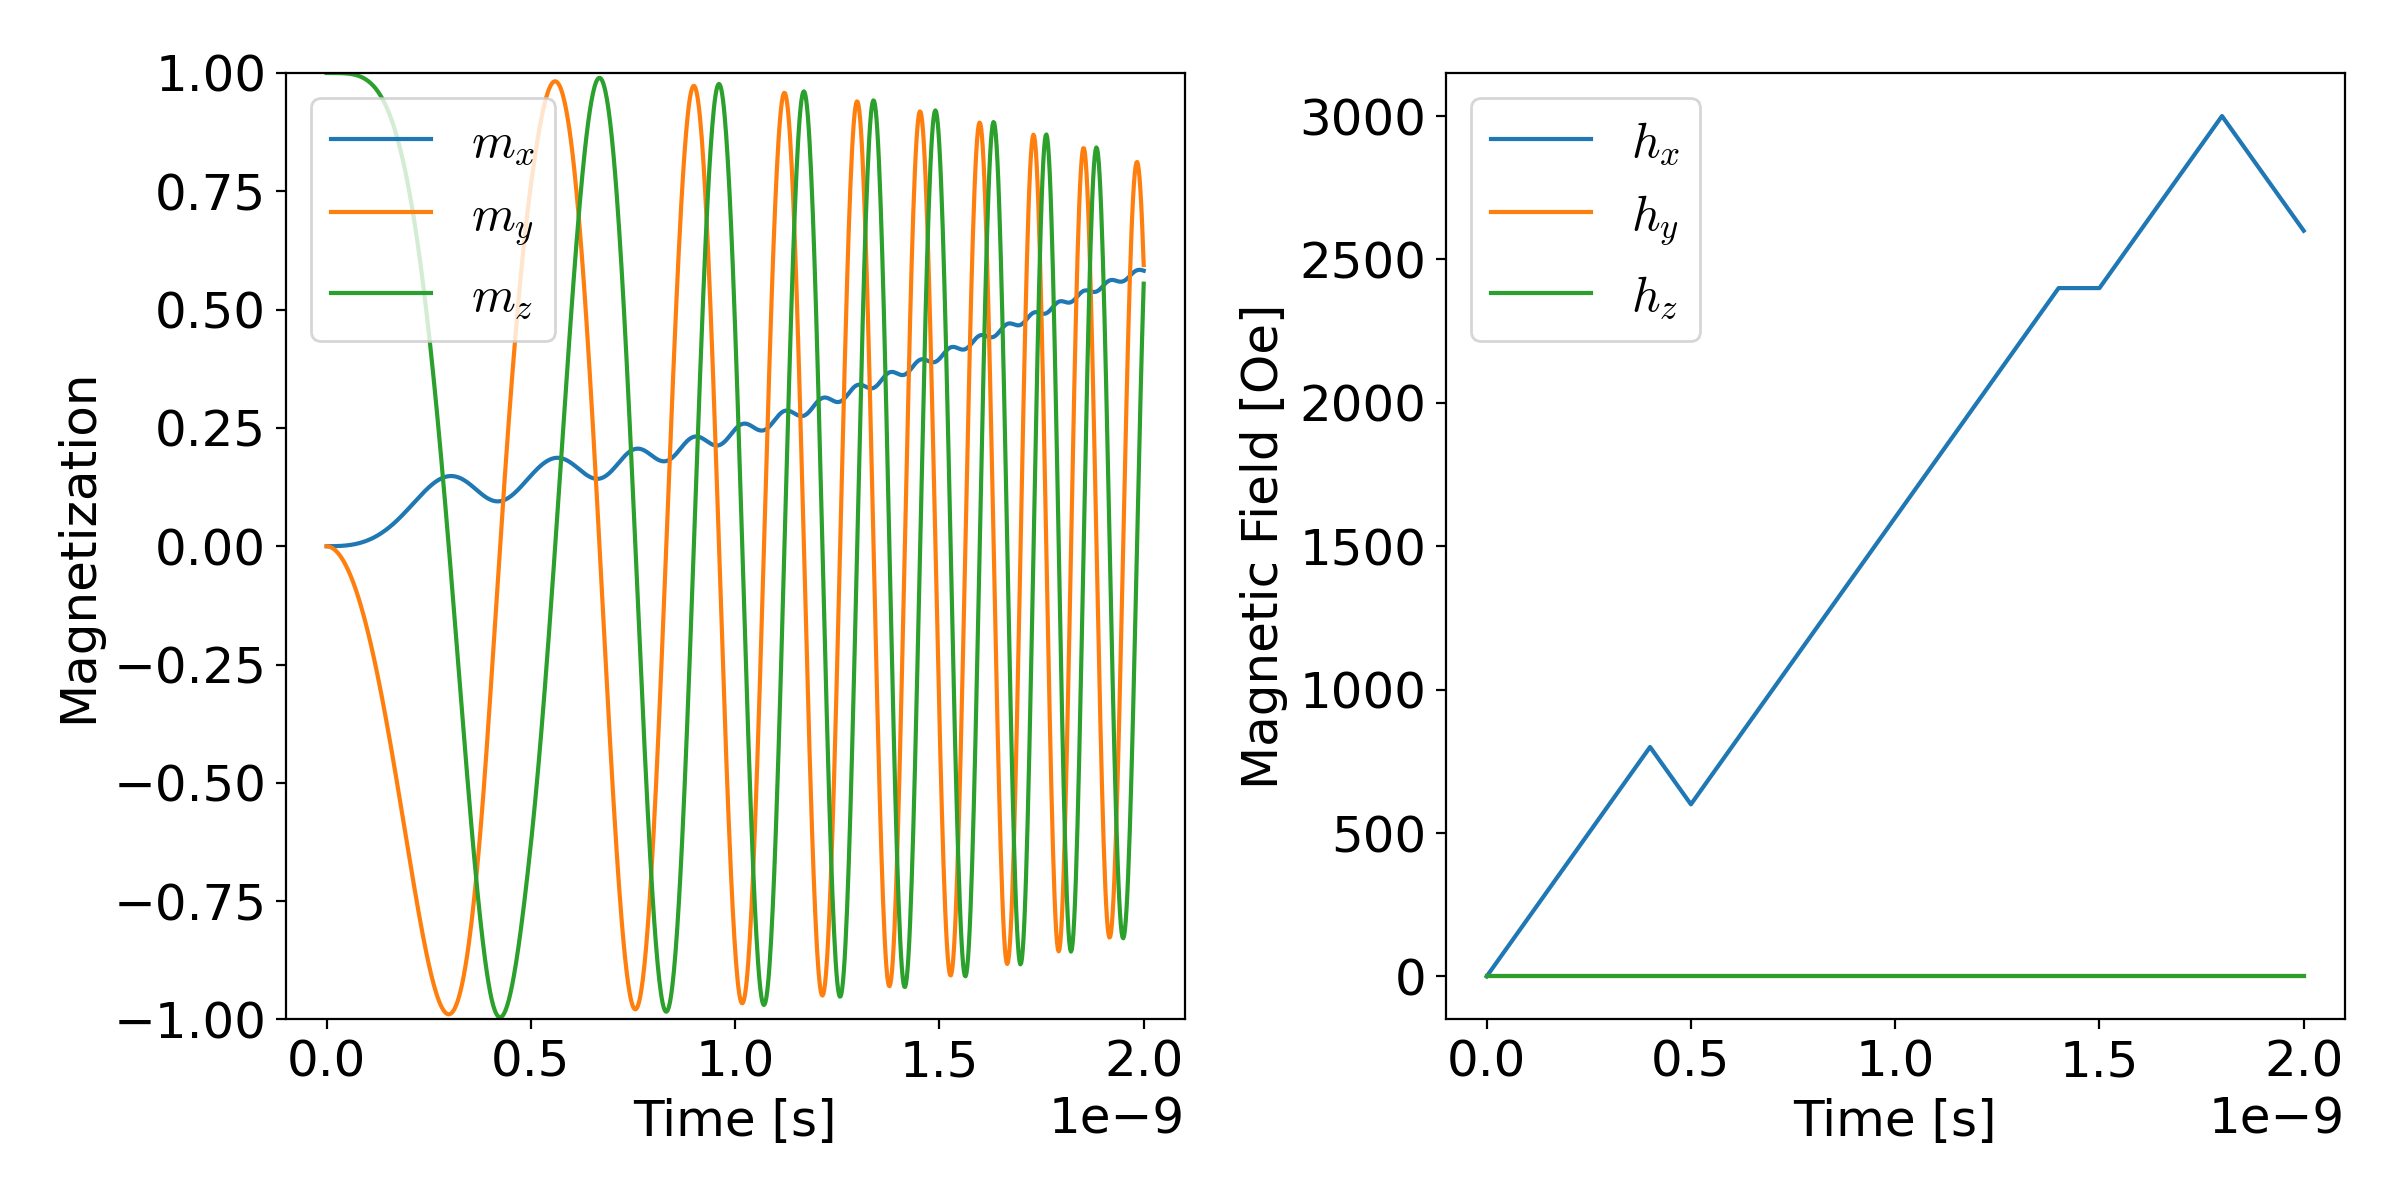 1.00
0.75
0.50
0.25
0.00
−0.25
−0.50
−0.75
−1.00
Magnetization
m_x
m_y
m_z
0.0 0.5 1.0 1.5 2.0
Time [s]
1e−9
3000
2500
2000
1500
1000
500
0
Magnetic Field [Oe]
h_x
h_y
h_z
0.0 0.5 1.0 1.5 2.0
Time [s]
1e−9